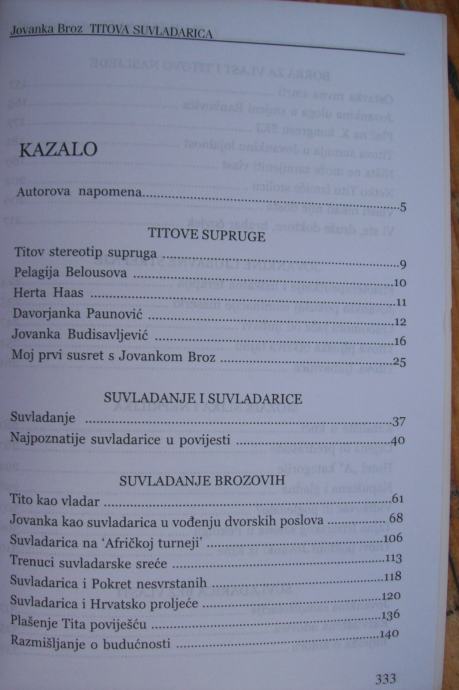 Jovanka Broz TITOVA SUVLADARICA
KAZALO
Autorova napomena....5
TITOVE SUPRUGE
Titov stereotip supruga ....9
Pelagija Belousova ....10
Herta Haas ....11
Davorjanka Paunović ....12
Jovanka Budisavljević ....16
Moj prvi susret s Jovankom Broz ....25
SUVLADANJE I SUVLADARICE
Suvladanje ....37
Najpoznatije suvladarice u povijesti ....40
SUVLADANJE BROZOVIH
Tito kao vladar ....61
Jovanka kao suvladarica u vođenju dvorskih poslova ....68
Suvladarica na 'Afričkoj turneji' ....106
Trenuci suvladarske sreće ....113
Suvladarica i Pokret nesvrstanih ....118
Suvladarica i Hrvatsko proljeće ....120
Plašenje Tita poviješću ....136
Razmišljanje o budućnosti ....140
333